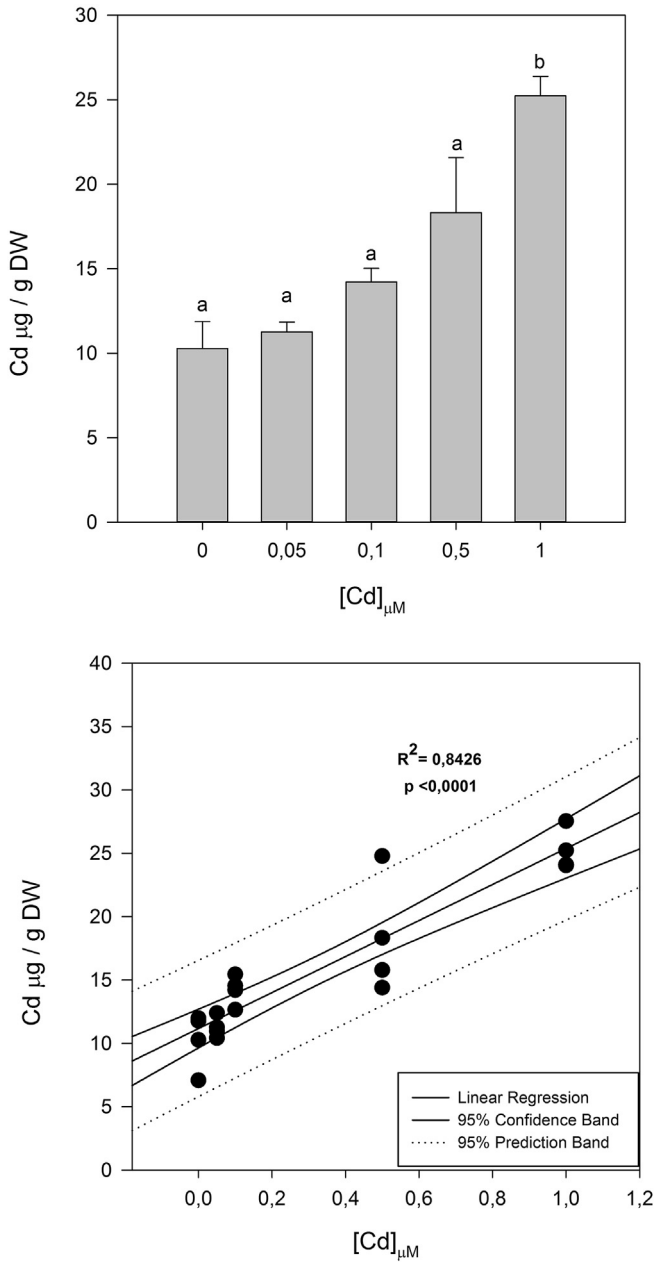 30
25
20
15
10
5
0
Cd µg / g DW
a
a
a
a
b
0 0,05 0,1 0,5 1
[Cd]µM
40
35
30
25
20
15
10
5
0
Cd µg / g DW
R2= 0,8426
p <0,0001
Linear Regression
95% Confidence Band
95% Prediction Band
0,0 0,2 0,4 0,6 0,8 1,0 1,2
[Cd]µM